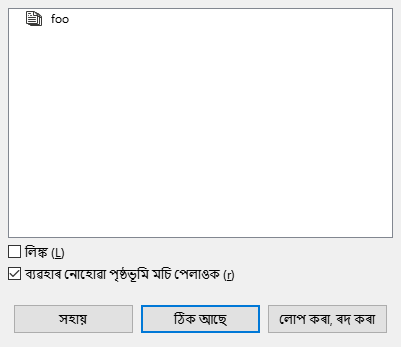 foo
লিঙ্ক (L)
ব্যৱহাৰ নোহোৱা পৃষ্ঠভূমি মচি পেলাওক (r)
সহায়
ঠিক আছে
লোপ কৰা, ৰদ কৰা